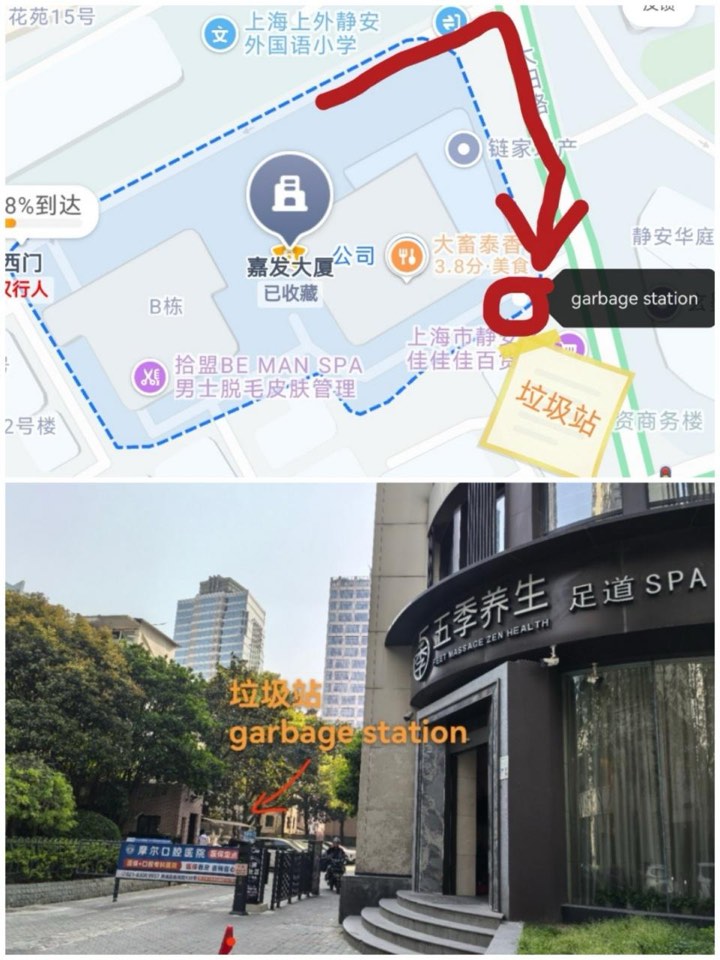 花苑15号
上海上外静安
外国语小学
反馈
链家
产
8%到达
西门
行人
嘉发大厦
已收藏
公司
大畜泰香
3.8分·美食
静安华庭
garbage station
B栋
拾盟BE MAN SPA
男士脱毛皮肤管理
上海市静安
佳佳佳百货
垃圾站
2号楼
资商务楼
五季养生 足道SPA
FEET MASSAGE ZEN HEALTH
垃圾站
garbage station
摩尔口腔医院